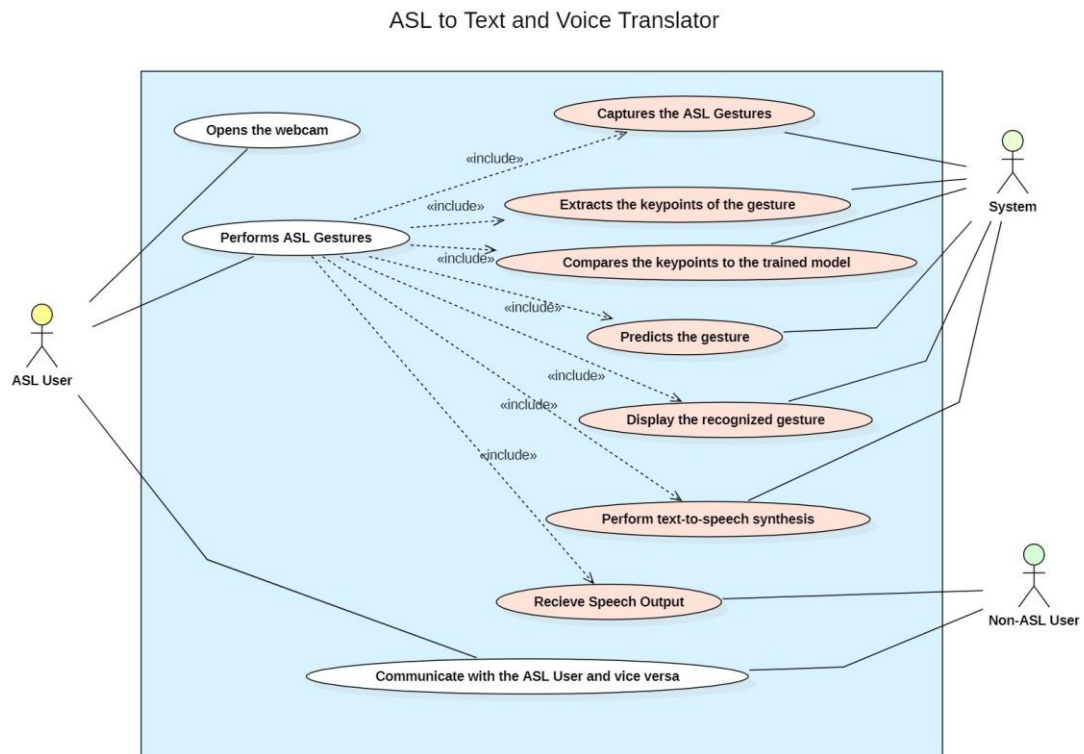 ASL to Text and Voice Translator
Captures the ASL Gestures
Opens the webcam
«include»
Extracts the keypoints of the gesture
«include»
System
Performs ASL Gestures
«include»
Compares the keypoints to the trained model
«include»
Predicts the gesture
ASL User
«include»
«include»
Display the recognized gesture
«include»
Perform text-to-speech synthesis
Recieve Speech Output
Non-ASL User
Communicate with the ASL User and vice versa